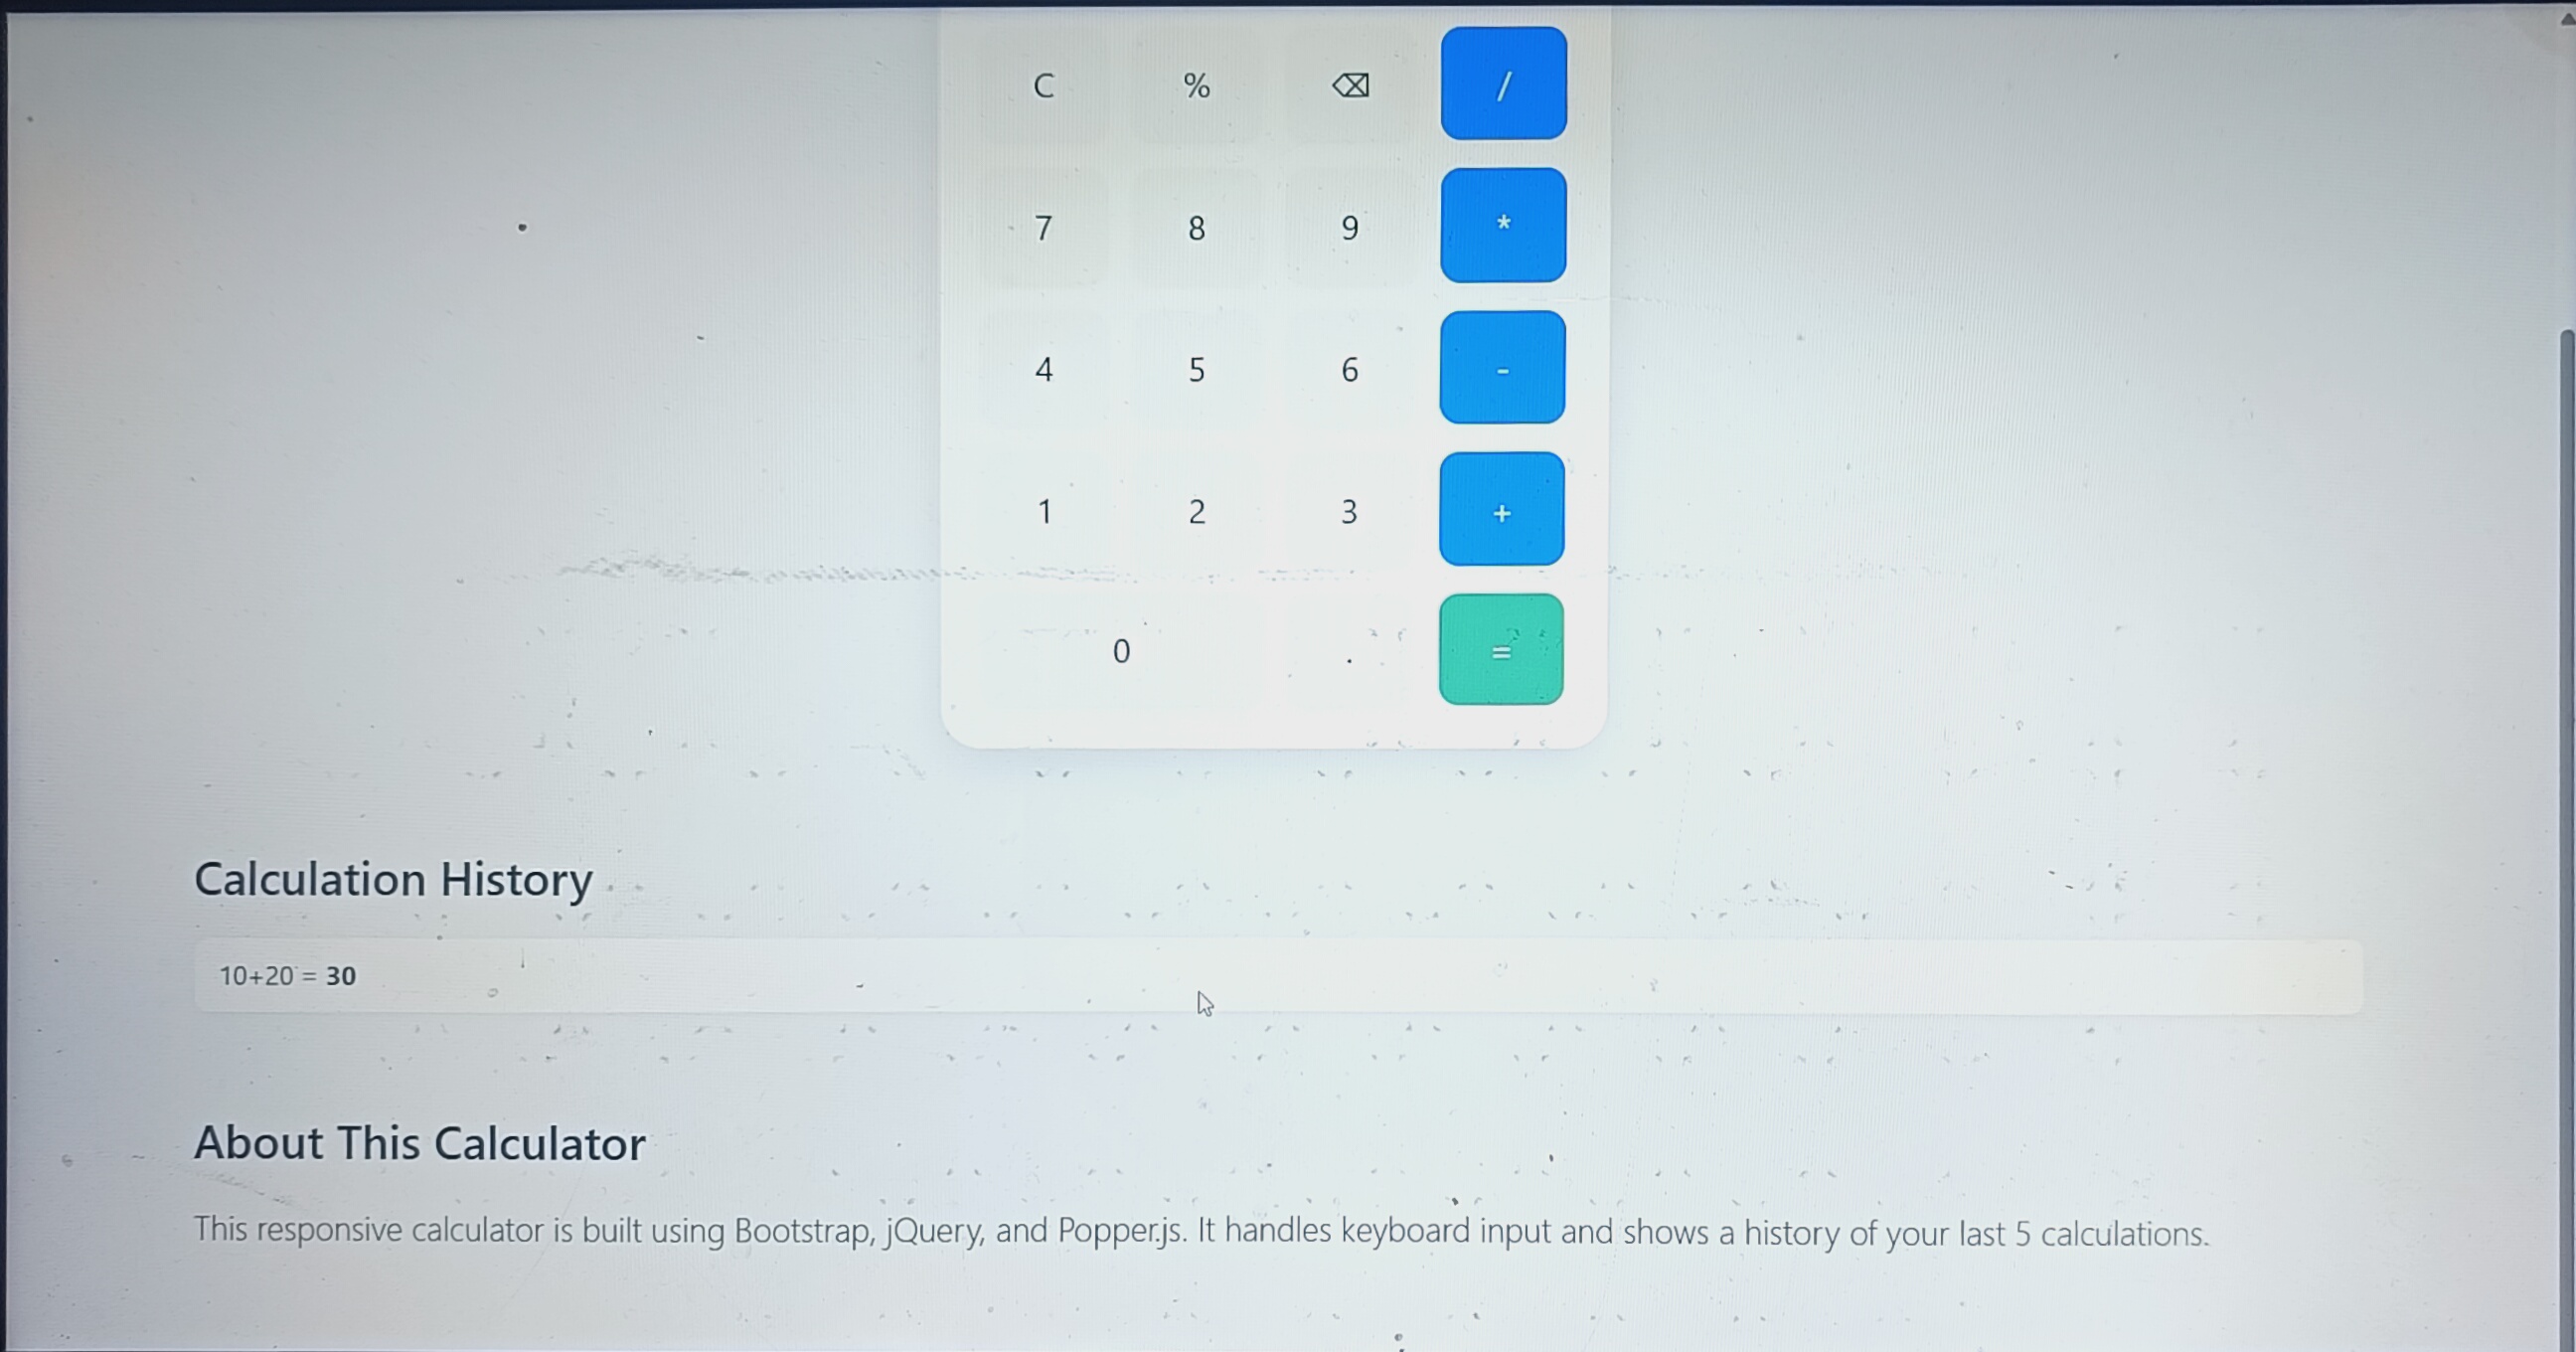 C % ⌫ /
7 8 9 *
4 5 6 -
1 2 3 +
0 . =
Calculation History
10+20 = 30
About This Calculator
This responsive calculator is built using Bootstrap, jQuery, and Popper.js. It handles keyboard input and shows a history of your last 5 calculations.